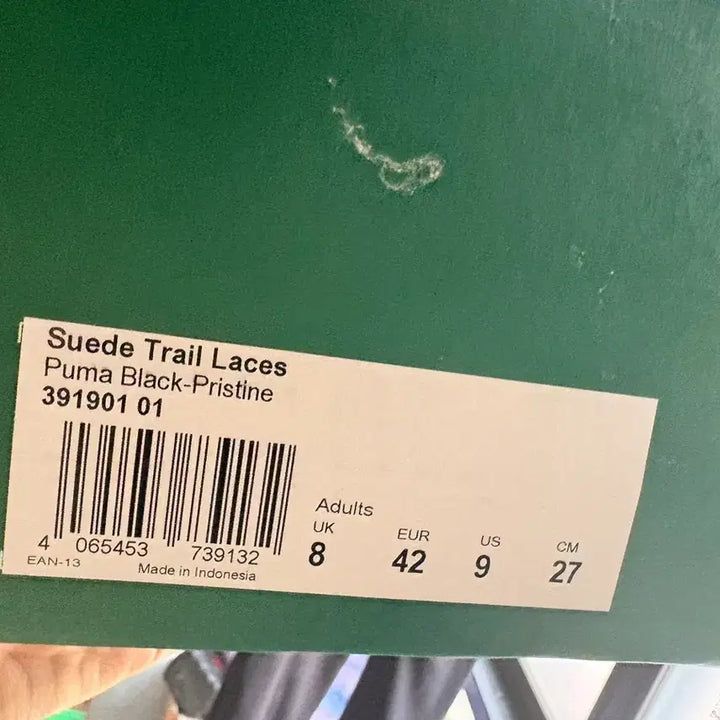 Suede Trail Laces
Puma Black-Pristine
391901 01
4 065453 739132
EAN-13
Made in Indonesia
Adults
UK EUR US CM
8 42 9 27